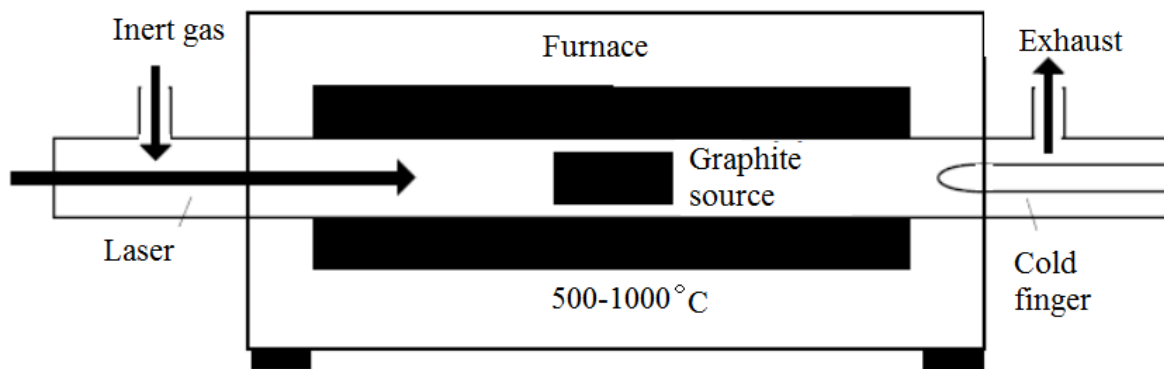 Inert gas
Furnace
Exhaust
Graphite
source
Laser
Cold
finger
500-1000°C